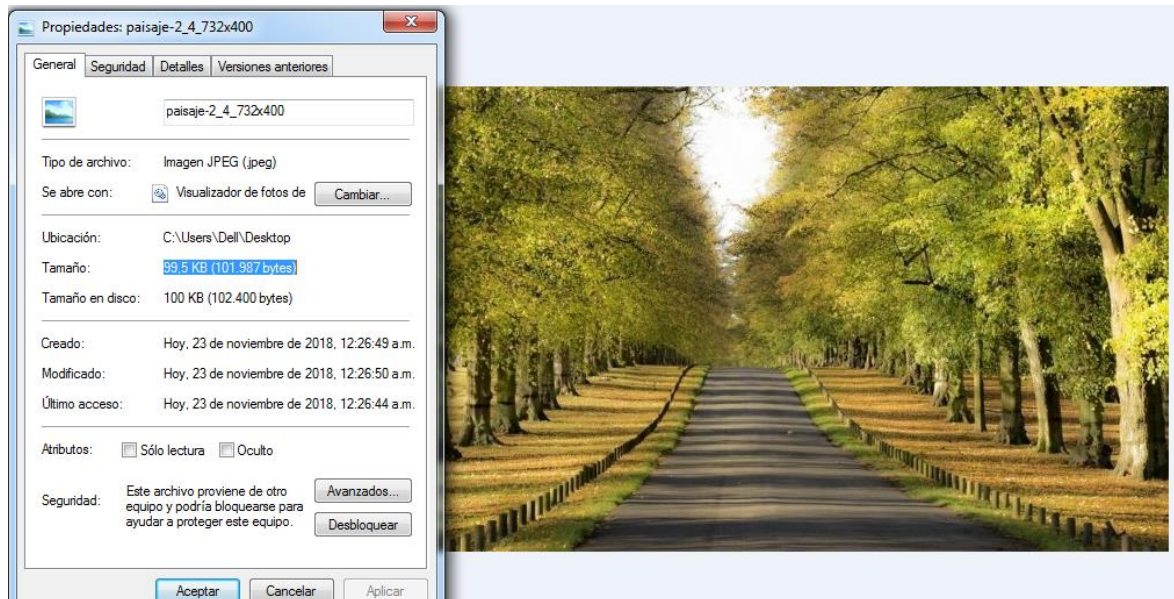 Propiedades: paisaje-2_4_732x400
General Seguridad Detalles Versiones anteriores
paisaje-2_4_732x400
Tipo de archivo: Imagen JPEG (.jpeg)
Se abre con: Visualizador de fotos de Cambiar...
Ubicación: C:\Users\Dell\Desktop
Tamaño: 99,5 KB (101.987 bytes)
Tamaño en disco: 100 KB (102.400 bytes)
Creado: Hoy, 23 de noviembre de 2018, 12:26:49 a.m.
Modificado: Hoy, 23 de noviembre de 2018, 12:26:50 a.m.
Último acceso: Hoy, 23 de noviembre de 2018, 12:26:44 a.m.
Atributos: Sólo lectura Oculto
Seguridad: Este archivo proviene de otro
equipo y podría bloquearse para
ayudar a proteger este equipo.
Avanzados...
Desbloquear
Aceptar Cancelar Aplicar